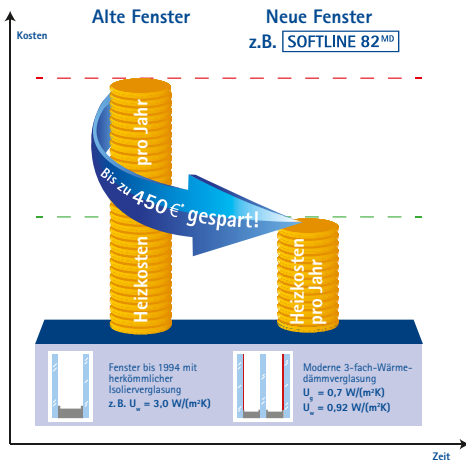 Alte Fenster
Neue Fenster
z.B. SOFTLINE 82 MD
Kosten
Heizkosten pro Jahr
Bis zu 450 €* gespart!
Heizkosten
pro Jahr
Fenster bis 1994 mit
herkömmlicher
Isolierverglasung
z. B. Uw = 3,0 W/(m²K)
Moderne 3-fach-Wärme-
dämmverglasung
Ug = 0,7 W/(m²K)
Uw = 0,92 W/(m²K)
Zeit